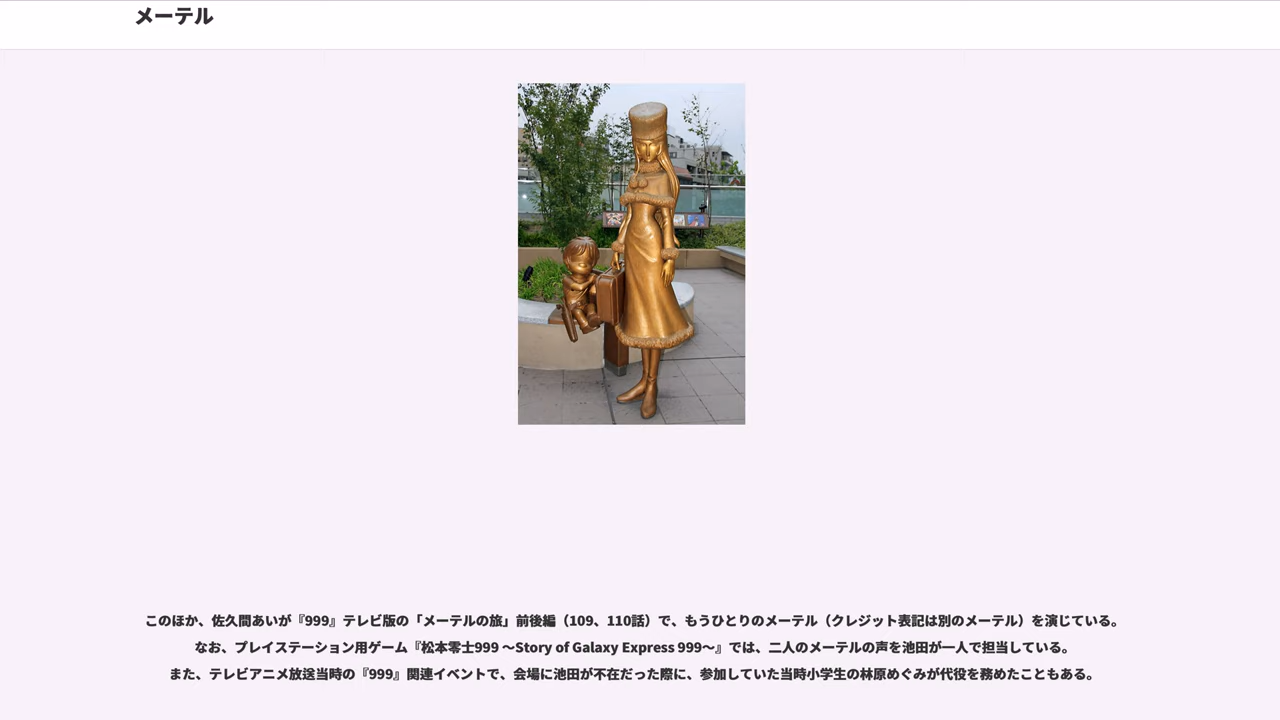 メーテル
このほか、佐久間あいが『999』テレビ版の「メーテルの旅」前後編（109、110話）で、もうひとりのメーテル（クレジット表記は別のメーテル）を演じている。
なお、プレイステーション用ゲーム『松本零士999 〜Story of Galaxy Express 999〜』では、二人のメーテルの声を池田が一人で担当している。
また、テレビアニメ放送当時の『999』関連イベントで、会場に池田が不在だった際に、参加していた当時小学生の林原めぐみが代役を務めたこともある。